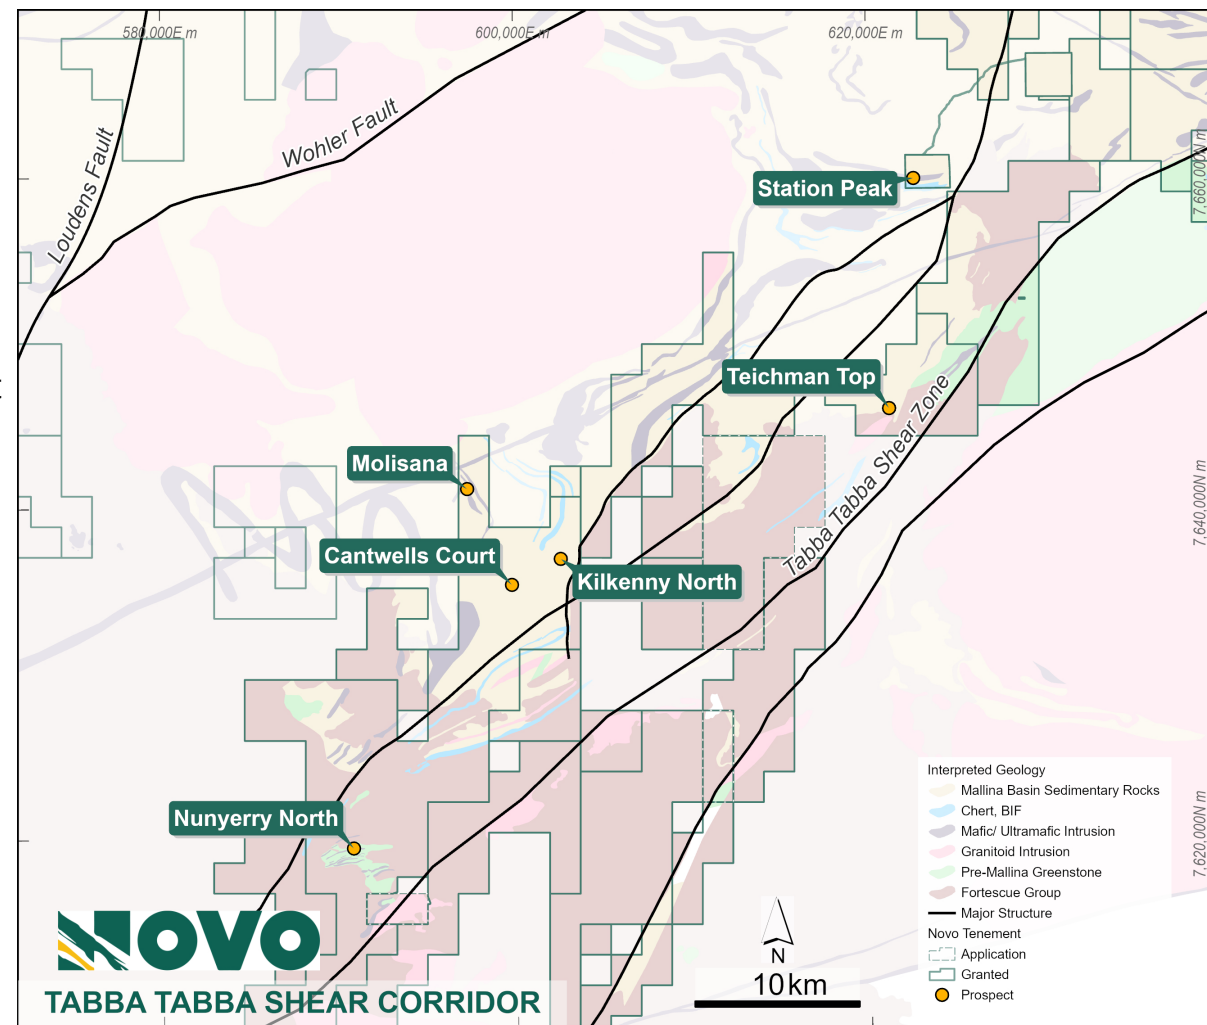 580,000E m
600,000E m
620,000E m
Loudens Fault
Wohler Fault
7,660,000N m
Station Peak
Teichman Top
Tabba Tabba Shear Zone
Molisana
7,640,000N m
Cantwells Court
Kilkenny North
Nunyerry North
7,620,000N m
Interpreted Geology
Mallina Basin Sedimentary Rocks
Chert, BIF
Mafic/ Ultramafic Intrusion
Granitoid Intrusion
Pre-Mallina Greenstone
Fortescue Group
Major Structure
Novo Tenement
Application
Granted
Prospect
N
10km
NOVO
TABBA TABBA SHEAR CORRIDOR